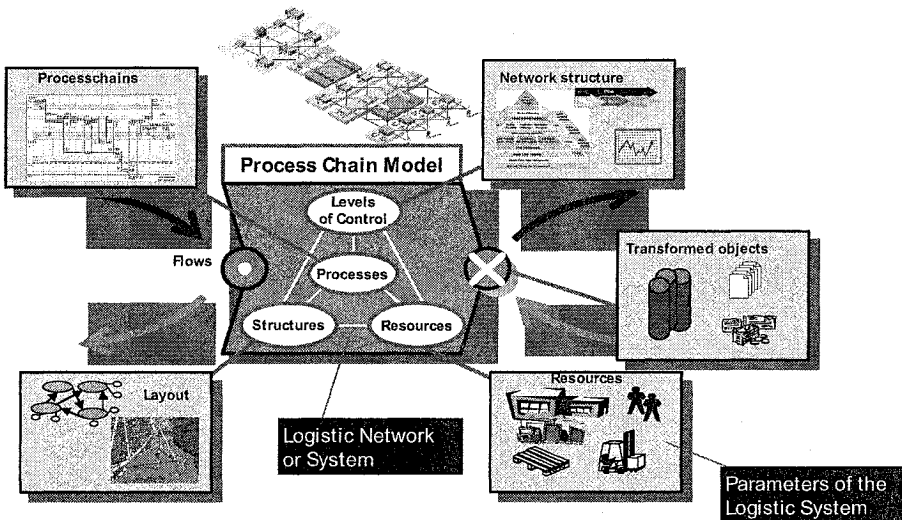 Processchains
Network structure
Process Chain Model
Levels
of Control
Flows
Processes
Transformed objects
Structures
Resources
Layout
Resources
Logistic Network
or System
Parameters of the
Logistic System